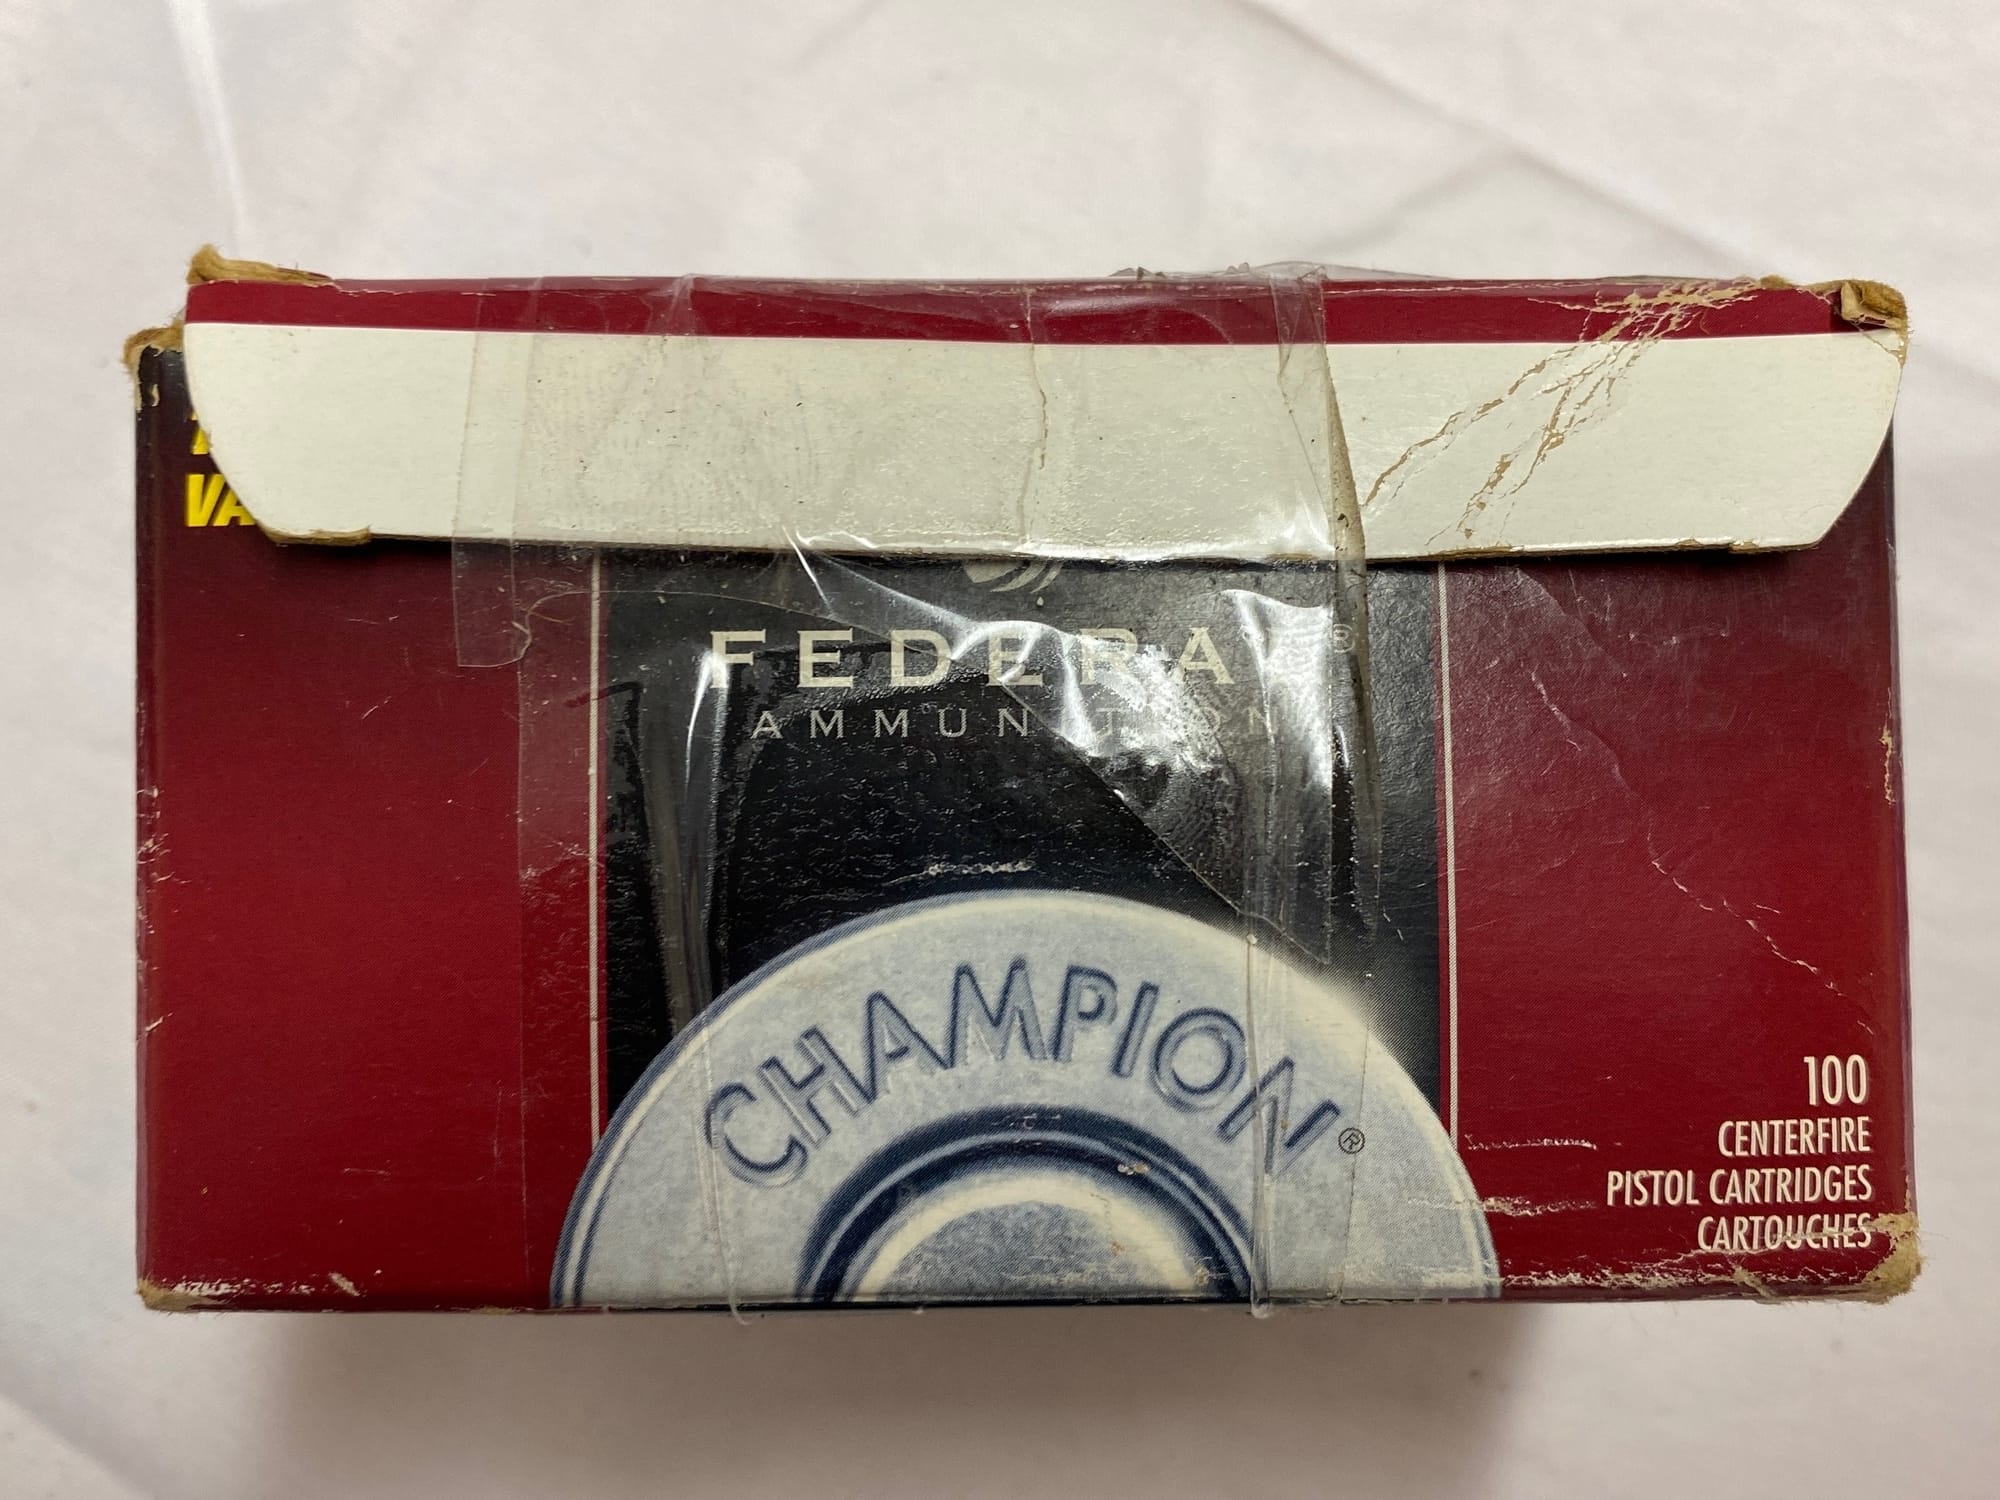 FEDERAL®
AMMUNITION
CHAMPION®
100
CENTERFIRE
PISTOL CARTRIDGES
CARTOUCHES